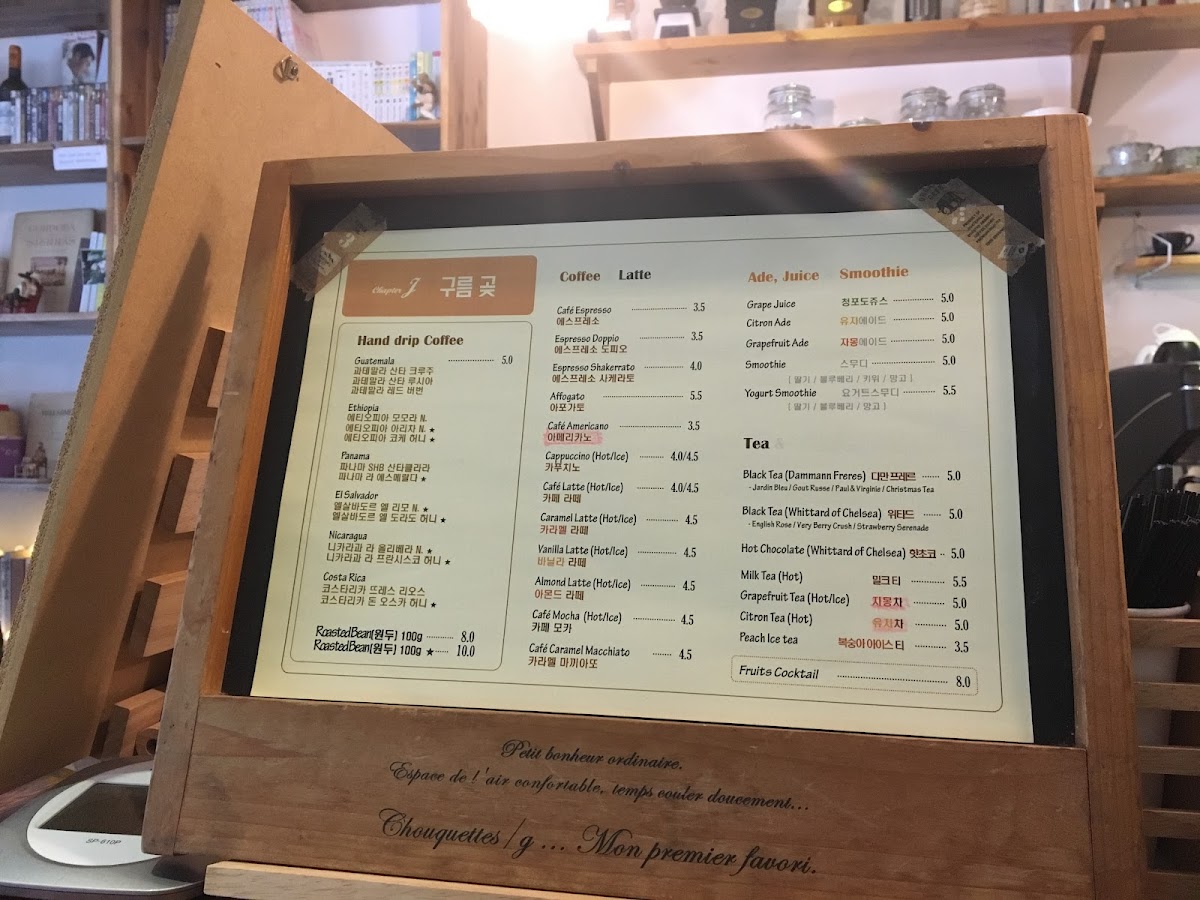 Chapter J 구름 곶
Hand drip Coffee
Guatemala 5.0
과테말라 산타 크루주
과테말라 산타 루시아
과테말라 레드 버번
Ethiopia
에티오피아 모모라 N.
에티오피아 아리차 N. ★
에티오피아 코케 허니 ★
Panama
파나마 SHB 산타클라라
파나마 라 에스메랄다 ★
El Salvador
엘살바도르 엘 리모 N. ★
엘살바도르 엘 도라도 허니 ★
Nicaragua
니카라과 라 올리베라 N. ★
니카라과 라 프란시스코 허니 ★
Costa Rica
코스타리카 뜨레스 리오스
코스타리카 돈 오스카 허니 ★
RoastedBean(원두) 100g 8.0
RoastedBean(원두) 100g ★ 10.0
Coffee Latte
Café Espresso 3.5
에스프레소
Espresso Doppio 3.5
에스프레소 도피오
Espresso Shakerrato 4.0
에스프레소 샤케라토
Affogato 5.5
아포가토
Café Americano 3.5
아메리카노
Cappuccino (Hot/Ice) 4.0/4.5
카푸치노
Café Latte (Hot/Ice) 4.0/4.5
카페 라떼
Caramel Latte (Hot/Ice) 4.5
카라멜 라떼
Vanilla Latte (Hot/Ice) 4.5
바닐라 라떼
Almond Latte (Hot/Ice) 4.5
아몬드 라떼
Café Mocha (Hot/Ice) 4.5
카페 모카
Café Caramel Macchiato 4.5
카라멜 마끼아또
Ade, Juice Smoothie
Grape Juice 청포도쥬스 5.0
Citron Ade 유자에이드 5.0
Grapefruit Ade 자몽에이드 5.0
Smoothie 스무디 5.0
[ 딸기 / 블루베리 / 키위 / 망고 ]
Yogurt Smoothie 요거트스무디 5.5
[ 딸기 / 블루베리 / 망고 ]
Tea &
Black Tea (Dammann Freres) 다만 프레르 5.0
- Jardin Bleu / Gout Russe / Paul & Virginie / Christmas Tea
Black Tea (Whittard of Chelsea) 위타드 5.0
- English Rose / Very Berry Crush / Strawberry Serenade
Hot Chocolate (Whittard of Chelsea) 핫초코 5.0
Milk Tea (Hot) 밀크티 5.5
Grapefruit Tea (Hot/Ice) 자몽차 5.0
Citron Tea (Hot) 유자차 5.0
Peach Ice tea 복숭아 아이스 티 3.5
Fruits Cocktail 8.0
Petit bonheur ordinaire.
Espace de l'air confortable, temps couler doucement...
Chouquettes/g ... Mon premier favori.
SP-610P